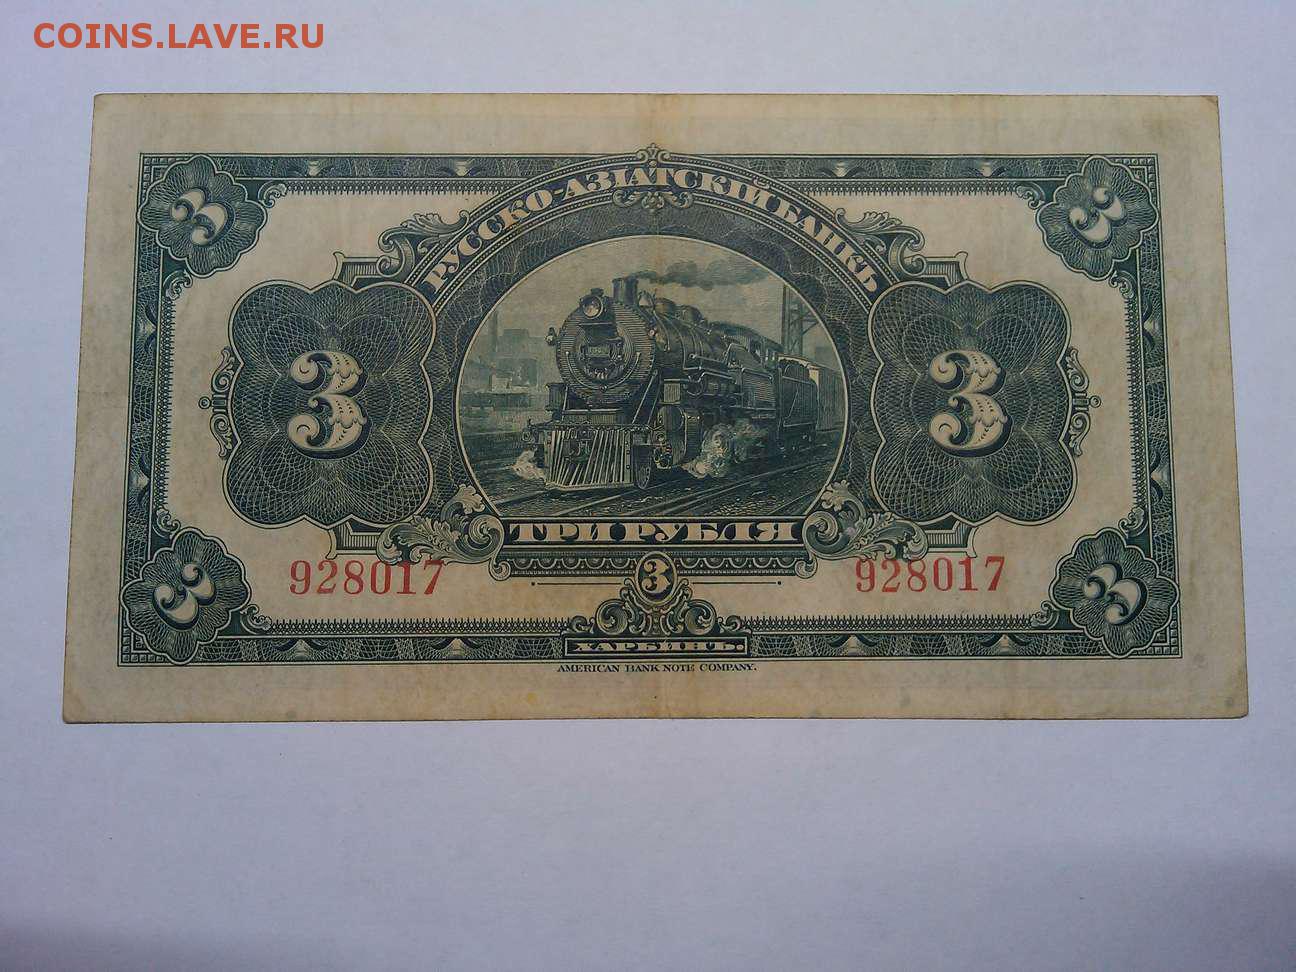 COINS.LAVE.RU
РУССКО-АЗІАТСКІЙ БАНКЪ
3 3
3 3
ТРИ РУБЛЯ
928017 3 928017
3 3
ХАРБИНЪ.
AMERICAN BANK NOTE COMPANY.